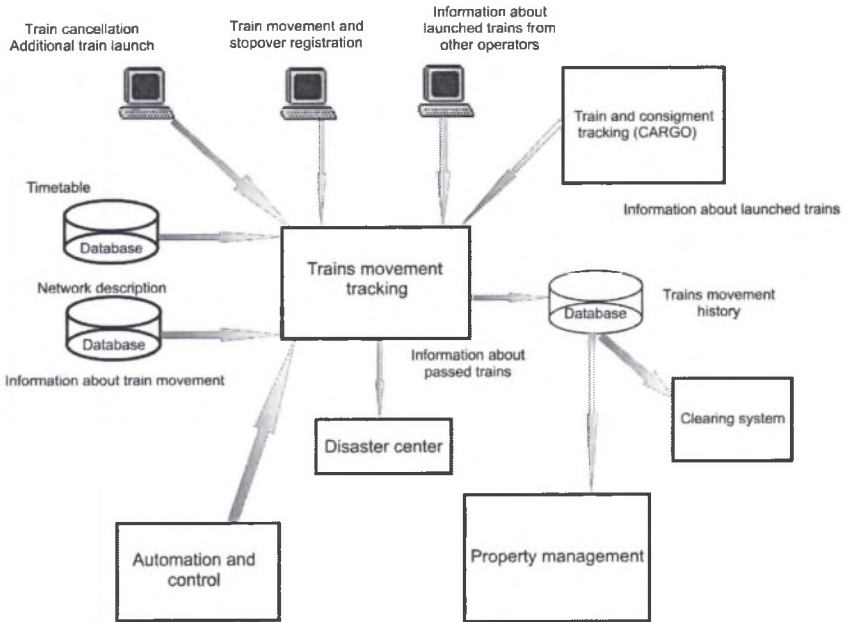 Train cancellation
Additional train launch
Train movement and
stopover registration
Information about
launched trains from
other operators
Train and consigment
tracking (CARGO)
Timetable
Database
Information about launched trains
Trains movement
tracking
Network description
Database
Database
Trains movement
history
Information about train movement
Information about
passed trains
Clearing system
Disaster center
Automation and
control
Property management